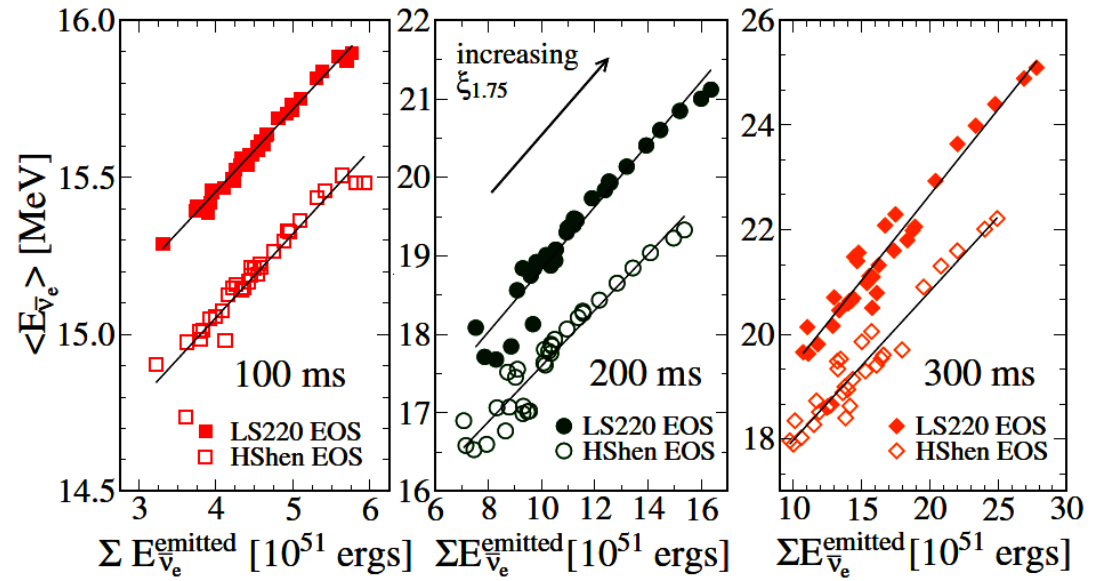 <E_ν̄e> [MeV]
16.0
15.5
15.0
14.5
100 ms
LS220 EOS
HShen EOS
3 4 5 6
Σ E_ν̄e^emitted [10^51 ergs]
22
21
20
19
18
17
16
increasing
ξ_1.75
200 ms
LS220 EOS
HShen EOS
6 8 10 12 14 16
ΣE_ν̄e^emitted[10^51 ergs]
26
24
22
20
18
300 ms
LS220 EOS
HShen EOS
10 15 20 25 30
ΣE_ν̄e^emitted [10^51 ergs]